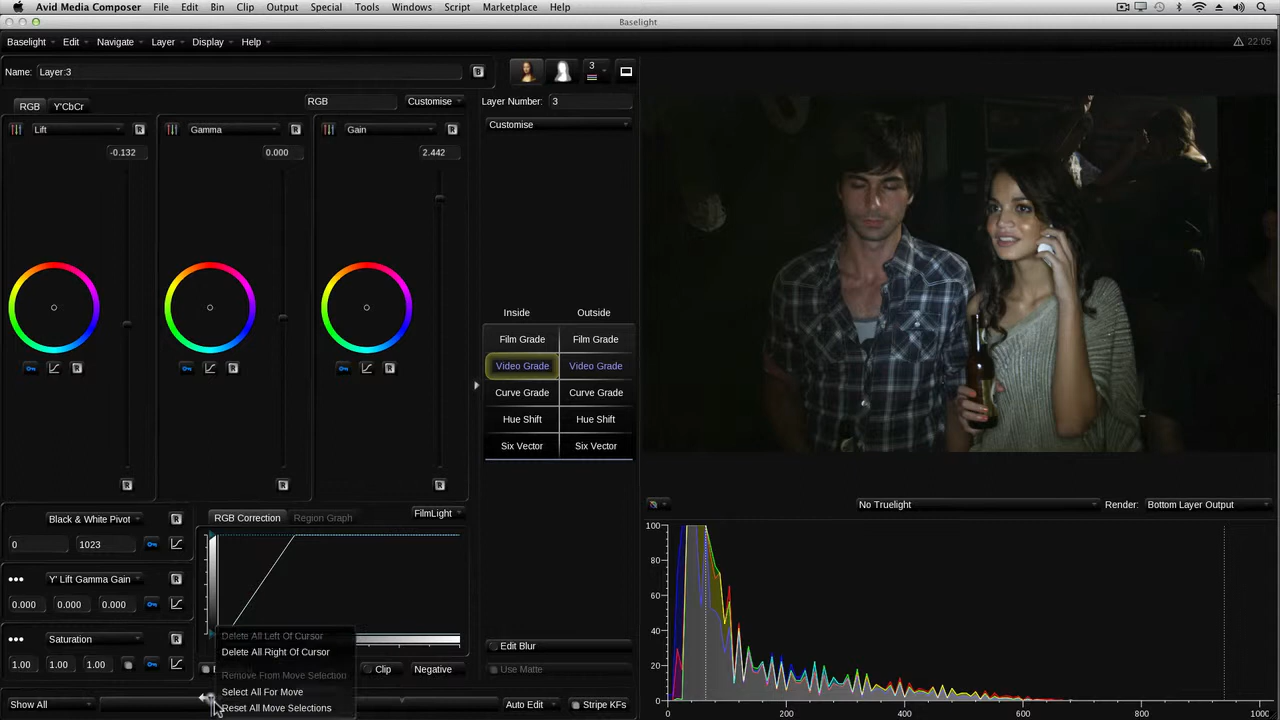 Avid Media Composer File Edit Bin Clip Output Special Tools Windows Script Marketplace Help
Baselight
Baselight Edit Navigate Layer Display Help 22:05
Name: Layer:3 B 3
RGB Y'CbCr RGB Customise Layer Number: 3
Customise
Lift R Gamma R Gain R
-0.132 0.000 2.442
Inside Outside
Film Grade Film Grade
Video Grade Video Grade
R R R
Curve Grade Curve Grade
Hue Shift Hue Shift
Six Vector Six Vector
R R R
No Truelight Render: Bottom Layer Output
Black & White Pivot R RGB Correction Region Graph FilmLight
0 1023
Y' Lift Gamma Gain R
0.000 0.000 0.000
Saturation R
1.00 1.00 1.00
Delete All Left Of Cursor
Delete All Right Of Cursor
Remove From Move Selection
Select All For Move
Reset All Move Selections
Clip Negative
Edit Blur
Use Matte
Show All Auto Edit Stripe KFs
100
80
60
40
20
0
0 200 400 600 800 1000